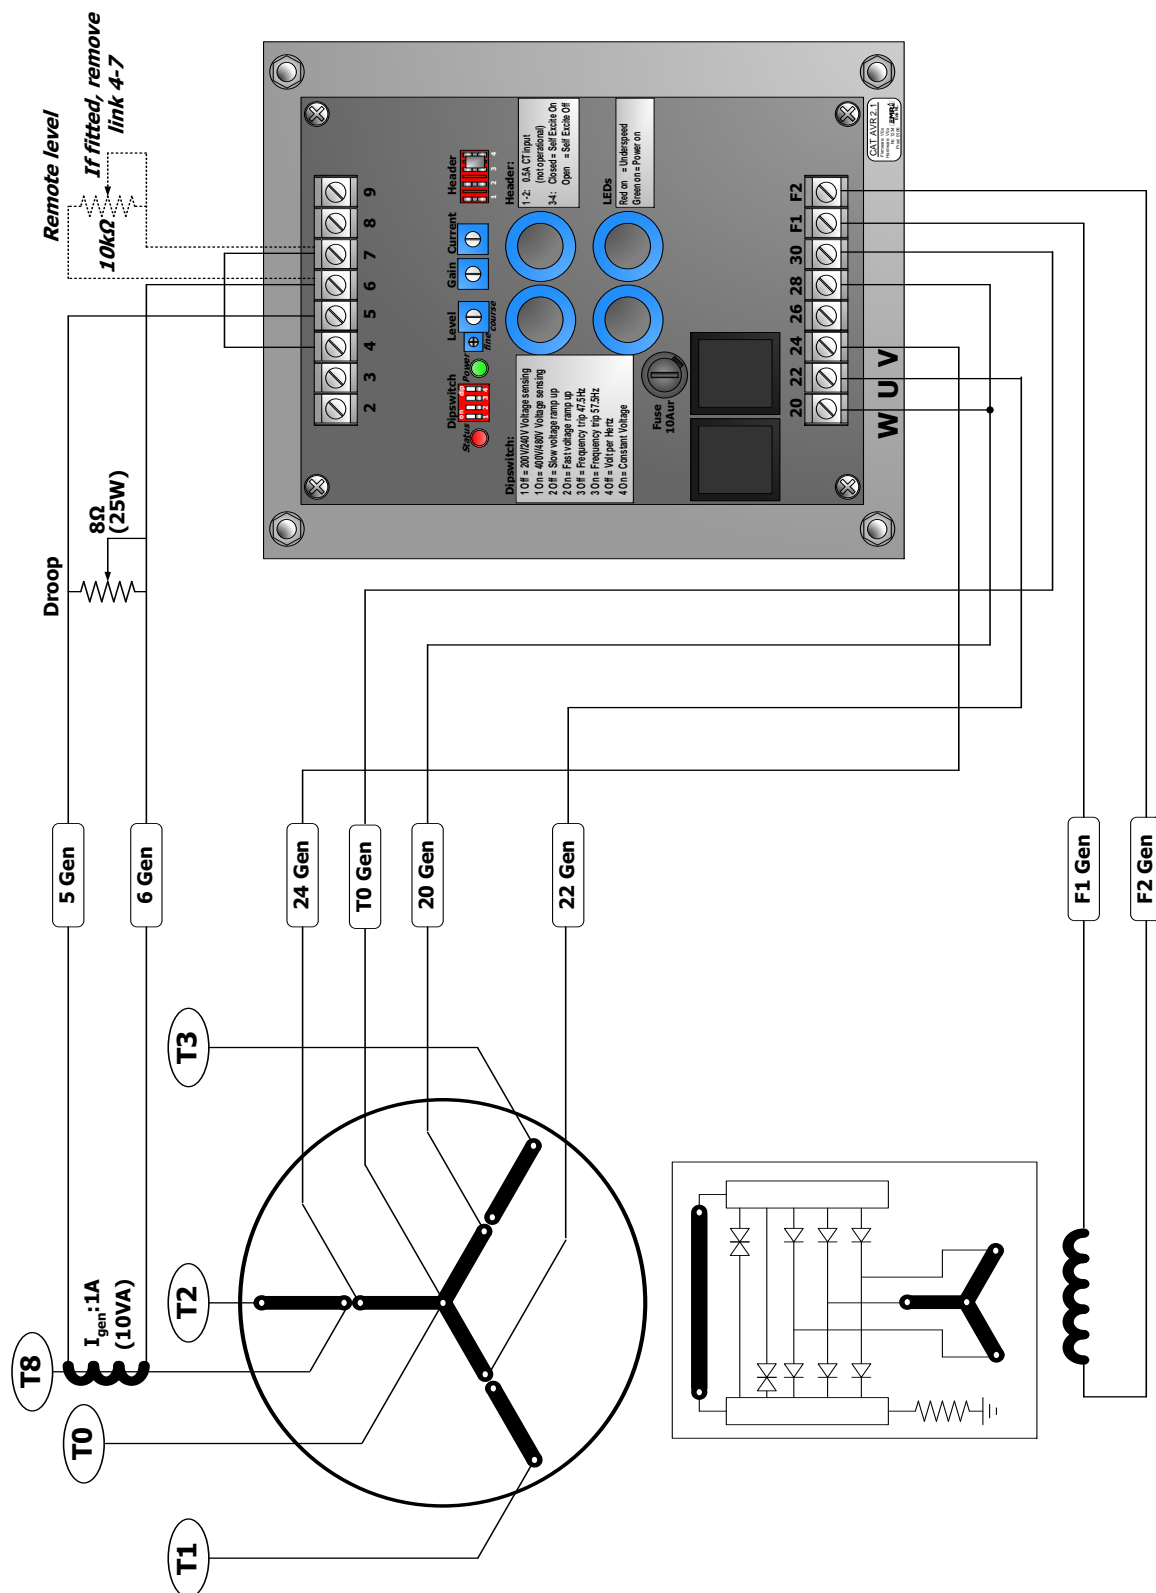 Remote level
If fitted, remove
link 4-7
10kΩ
Droop
8Ω
(25W)
2
3
4
5
6
7
8
9
Status
Dipswitch
Power
Level
fine
course
Gain
Current
Header
1
2
3
4
Dipswitch:
1 Off = 200V/240V Voltage sensing
1 On = 400V/480V Voltage sensing
2 Off = Slow voltage ramp up
2 On = Fast voltage ramp up
3 Off = Frequency trip 47.5Hz
3 On = Frequency trip 57.5Hz
4 Off = Volt per Hertz
4 On = Constant Voltage
Header:
1-2: 0.5A CT input
(not operational)
3-4: Closed = Self Excite On
Open = Self Excite Off
LEDs
Red on = Underspeed
Green on = Power on
Fuse
10Aur
CAT AVR 2.1
20
22
24
26
28
30
F1
F2
W U V
5 Gen
6 Gen
24 Gen
T0 Gen
20 Gen
22 Gen
F1 Gen
F2 Gen
T8
I gen:1A
(10VA)
T0
T1
T2
T3